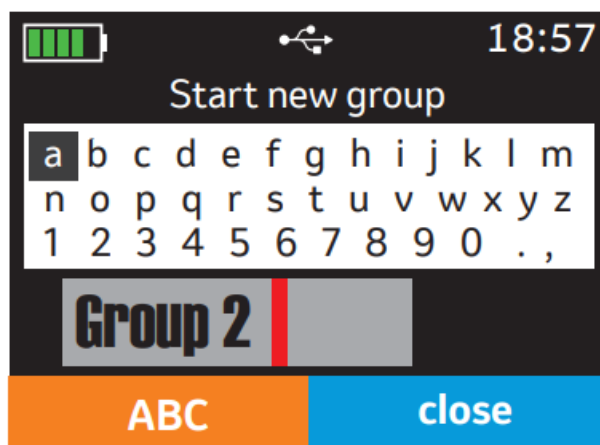 18:57
Start new group
a b c d e f g h i j k l m
n o p q r s t u v w x y z
1 2 3 4 5 6 7 8 9 0 . ,
Group 2
ABC close